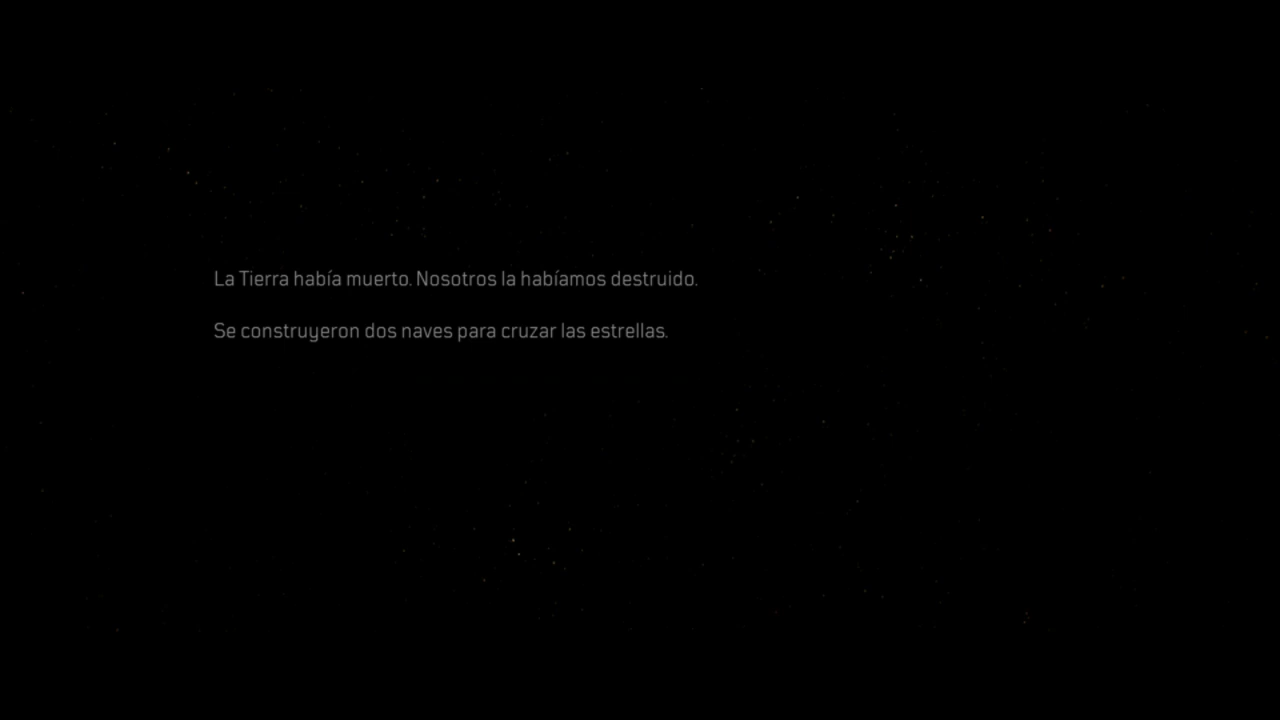 La Tierra había muerto. Nosotros la habíamos destruido.
Se construyeron dos naves para cruzar las estrellas.